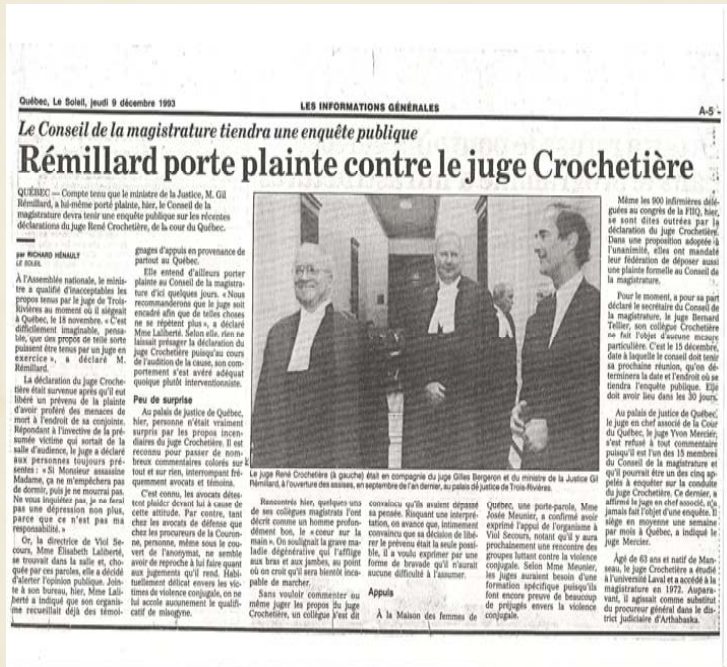 Québec, Le Soleil, jeudi 9 décembre 1993
LES INFORMATIONS GÉNÉRALES
A-5
Le Conseil de la magistrature tiendra une enquête publique
Rémillard porte plainte contre le juge Crochetière
QUÉBEC — Compte tenu que le ministre de la Justice, M. Gil
Rémillard, a lui-même porté plainte, hier, le Conseil de la
magistrature devra tenir une enquête publique sur les récentes
déclarations du juge René Crochetière, de la cour du Québec.
par RICHARD HÉNAULT
LE SOLEIL
À l'Assemblée nationale, le minis-
tre a qualifié d'inacceptables les
propos tenus par le juge de Trois-
Rivières au moment où il siégeait
à Québec, le 18 novembre. « C'est
difficilement imaginable, pensa-
ble, que des propos de telle sorte
puissent être tenus par un juge en
exercice », a déclaré M.
Rémillard.
La déclaration du juge Croche-
tière était survenue après qu'il eut
libéré un prévenu de la plainte
d'avoir proféré des menaces de
mort à l'endroit de sa conjointe.
Répondant à l'invective de la pré-
sumée victime qui sortait de la
salle d'audience, le juge a déclaré
aux personnes toujours pré-
sentes : « Si Monsieur assassine
Madame, ça ne m'empêchera pas
de dormir, puis je ne mourrai pas.
Ne vous inquiétez pas, je ne ferai
pas une dépression non plus,
parce que ce n'est pas ma
responsabilité. »
Or, la directrice de Viol Se-
cours, Mme Élisabeth Laliberté,
se trouvait dans la salle et, cho-
quée par ces paroles, elle a décidé
d'alerter l'opinion publique. Join-
te à son bureau, hier, Mme Lali-
berté a indiqué que son organis-
me recueillait déjà des témoi-
gnages d'appuis en provenance de
partout au Québec.
Elle entend d'ailleurs porter
plainte au Conseil de la magistra-
ture d'ici quelques jours. « Nous
recommanderons que le juge soit
encadré afin que de telles choses
ne se répètent plus », a déclaré
Mme Laliberté. Selon elle, rien ne
laissait présager la déclaration du
juge Crochetière puisqu'au cours
de l'audition de la cause, son com-
portement s'est avéré adéquat
quoique plutôt interventionniste.
Peu de surprise
Au palais de justice de Québec,
hier, personne n'était vraiment
surpris par les propos incen-
diaires du juge Crochetière. Il est
reconnu pour passer de nom-
breux commentaires colorés sur
tout et sur rien, interrompant fré-
quemment avocats et témoins.
C'est connu, les avocats détes-
tent plaider devant lui à cause de
cette attitude. Par contre, tant
chez les avocats de défense que
chez les procureurs de la Couron-
ne, personne, même sous le cou-
vert de l'anonymat, ne semble
avoir de reproche à lui faire quant
aux jugements qu'il rend. Habi-
tuellement délicat envers les vic-
times de violence conjugale, on ne
lui accole aucunement le qualifi-
catif de misogyne.
Le juge René Crochetière (à gauche) était en compagnie du juge Gilles Bergeron et du ministre de la Justice Gil
Rémillard, à l'ouverture des assises, en septembre de l'an dernier, au palais de justice de Trois-Rivières.
Rencontrés hier, quelques-uns
de ses collègues magistrats l'ont
décrit comme un homme profon-
dément bon, le « coeur sur la
main ». On soulignait la grave ma-
ladie dégénérative qui l'afflige
aux bras et aux jambes, au point
où on croit qu'il sera bientôt inca-
pable de marcher.
Sans vouloir commenter ou
même juger les propos du juge
Crochetière, un collègue s'est dit
convaincu qu'ils avaient dépassé
sa pensée. Risquant une interpré-
tation, on avance que, intimement
convaincu que sa décision de libé-
rer le prévenu était la seule possi-
ble, il a voulu exprimer par une
forme de bravade qu'il n'aurait
aucune difficulté à l'assumer.
Appuis
À la Maison des femmes de
Québec, une porte-parole, Mme
Josée Meunier, a confirmé avoir
exprimé l'appui de l'organisme à
Viol Secours, notant qu'il y aura
prochainement une rencontre des
groupes luttant contre la violence
conjugale. Selon Mme Meunier,
les juges auraient besoin d'une
formation spécifique puisqu'ils
font encore preuve de beaucoup
de préjugés envers la violence
conjugale.
Même les 900 infirmières délé-
guées au congrès de la FIIQ, hier,
se sont dites outrées par la
déclaration du juge Crochetière.
Dans une proposition adoptée à
l'unanimité, elles ont mandaté
leur fédération de déposer aussi
une plainte formelle au Conseil de
la magistrature.
Pour le moment, a pour sa part
déclaré le secrétaire du Conseil de
la magistrature, le juge Bernard
Tellier, son collègue Crochetière
ne fait l'objet d'aucune mesure
particulière. C'est le 15 décembre,
date à laquelle le conseil doit tenir
sa prochaine réunion, qu'on dé-
terminera la date et l'endroit où se
tiendra l'enquête publique. Elle
doit avoir lieu dans les 30 jours.
Au palais de justice de Québec,
le juge en chef associé de la Cour
du Québec, le juge Yvon Mercier,
s'est refusé à tout commentaire
puisqu'il est l'un des 15 membres
du Conseil de la magistrature et
qu'il pourrait être un des cinq ap-
pelés à enquêter sur la conduite
du juge Crochetière. Ce dernier, a
affirmé le juge en chef associé, n'a
jamais fait l'objet d'une enquête. Il
siège en moyenne une semaine
par mois à Québec, a indiqué le
juge Mercier.
Âgé de 63 ans et natif de Man-
seau, le juge Crochetière a étudié
à l'université Laval et a accédé à la
magistrature en 1972. Aupara-
vant, il agissait comme substitut
du procureur général dans le dis-
trict judiciaire d'Arthabaska.